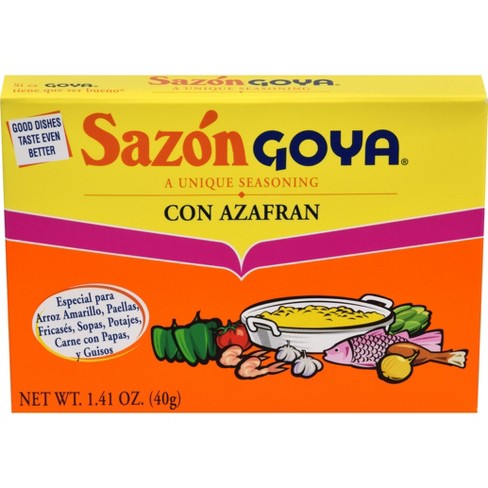 Si es GOYA...
tiene que ser bueno®
Sazón GOYA®
A UNIQUE SEASONING
GOOD DISHES
TASTE EVEN
BETTER
Sazón GOYA®
A UNIQUE SEASONING
CON AZAFRAN
Especial para
Arroz Amarillo, Paellas,
Fricasés, Sopas, Potajes,
Carne con Papas,
y Guisos
NET WT. 1.41 OZ. (40g)